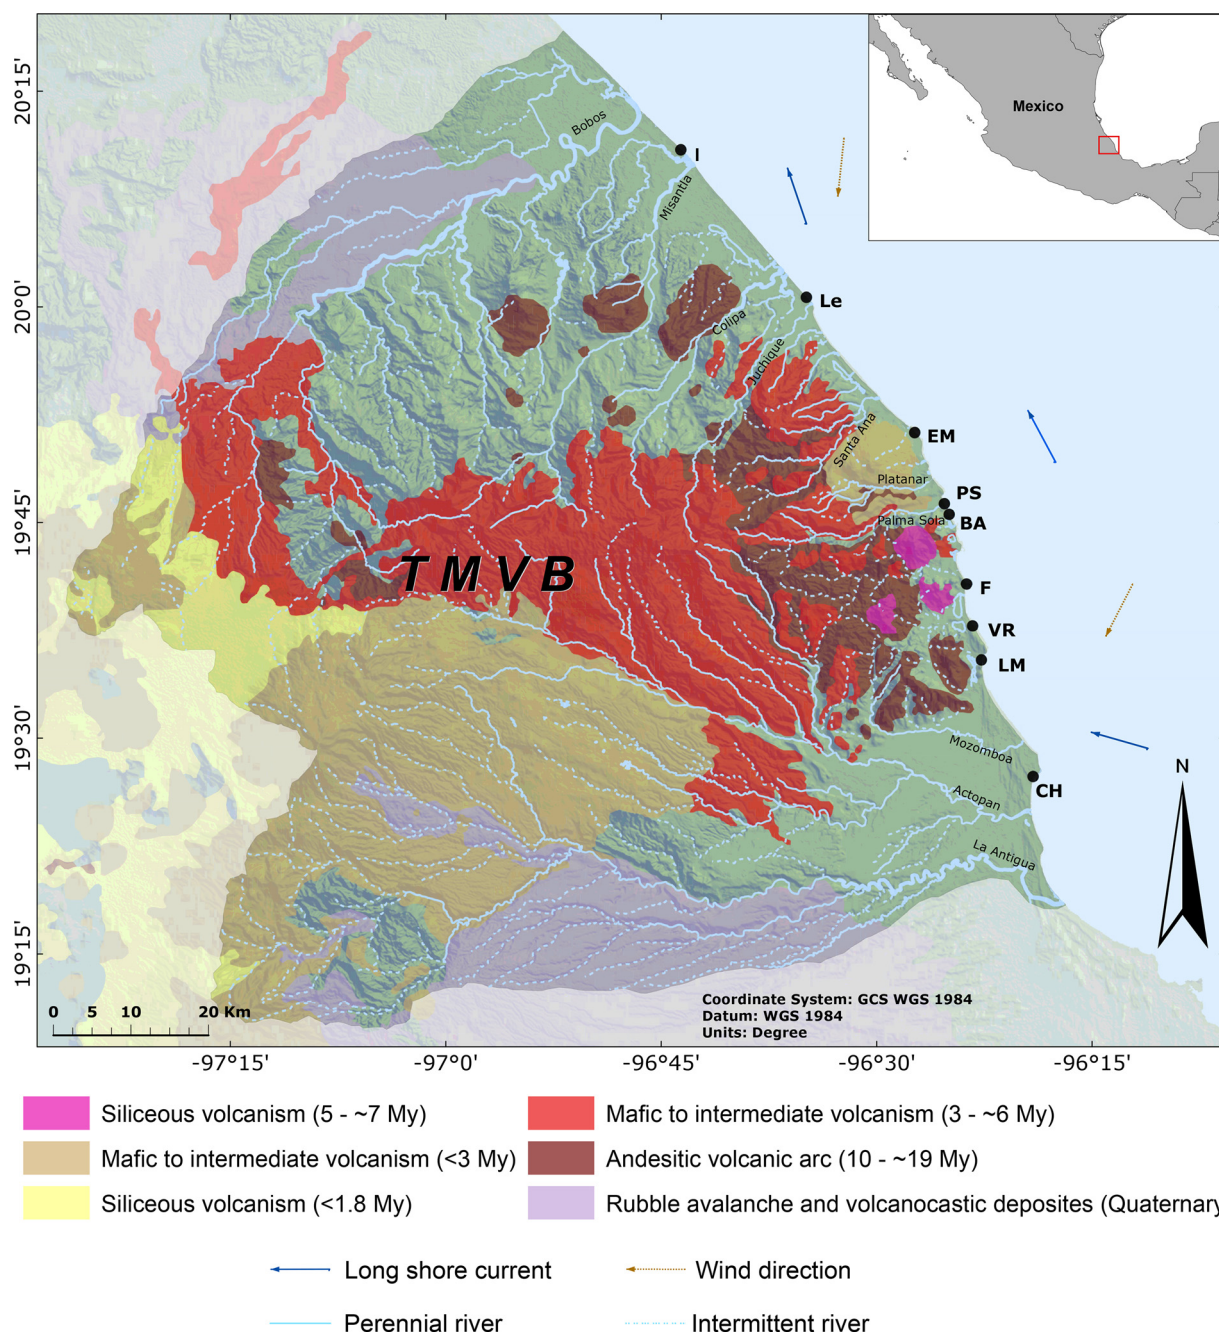 20°15'
20°0'
19°45'
19°30'
19°15'
Mexico
Bobos
I
Misantla
Le
Colipa
Juchique
Santa Ana
EM
Platanar
PS
Palma Sola
BA
TMVB
F
VR
LM
Mozomboa
CH
Actopan
La Antigua
N
0 5 10 20 Km
Coordinate System: GCS WGS 1984
Datum: WGS 1984
Units: Degree
-97°15' -97°0' -96°45' -96°30' -96°15'
Siliceous volcanism (5 - ~7 My)
Mafic to intermediate volcanism (3 - ~6 My)
Mafic to intermediate volcanism (<3 My)
Andesitic volcanic arc (10 - ~19 My)
Siliceous volcanism (<1.8 My)
Rubble avalanche and volcanocastic deposites (Quaternary
Long shore current
Wind direction
Perennial river
Intermittent river